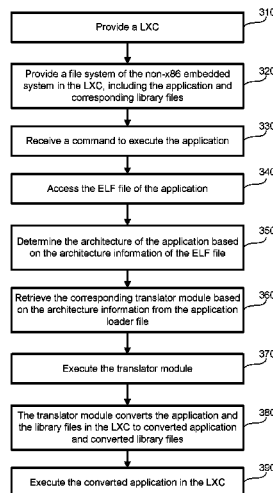 310
Provide a LXC
320
Provide a file system of the non-x86 embedded
system in the LXC, including the application and
corresponding library files
330
Receive a command to execute the application
340
Access the ELF file of the application
350
Determine the architecture of the application based
on the architecture information of the ELF file
360
Retrieve the corresponding translator module based
on the architecture information from the application
loader file
370
Execute the translator module
380
The translator module converts the application and
the library files in the LXC to converted application
and converted library files
390
Execute the converted application in the LXC